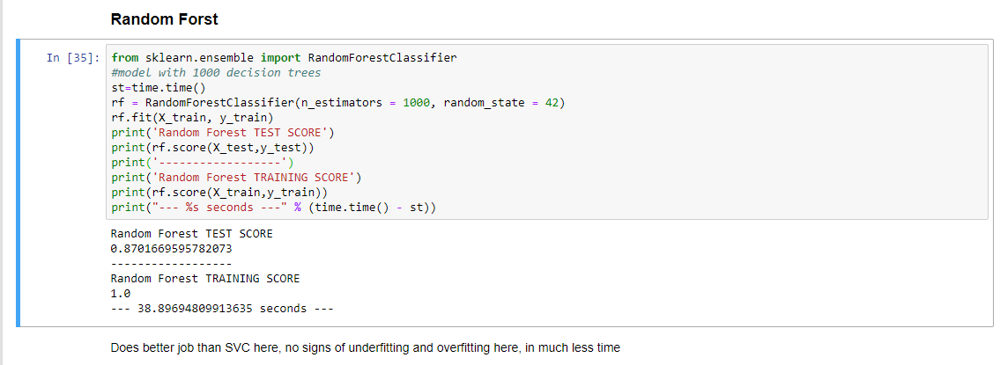 Random Forst
In [35]: from sklearn.ensemble import RandomForestClassifier
#model with 1000 decision trees
st=time.time()
rf = RandomForestClassifier(n_estimators = 1000, random_state = 42)
rf.fit(X_train, y_train)
print('Random Forest TEST SCORE')
print(rf.score(X_test,y_test))
print('------------------')
print('Random Forest TRAINING SCORE')
print(rf.score(X_train,y_train))
print("--- %s seconds ---" % (time.time() - st))
Random Forest TEST SCORE
0.8701669595782073
------------------
Random Forest TRAINING SCORE
1.0
--- 38.89694809913635 seconds ---
Does better job than SVC here, no signs of underfitting and overfitting here, in much less time